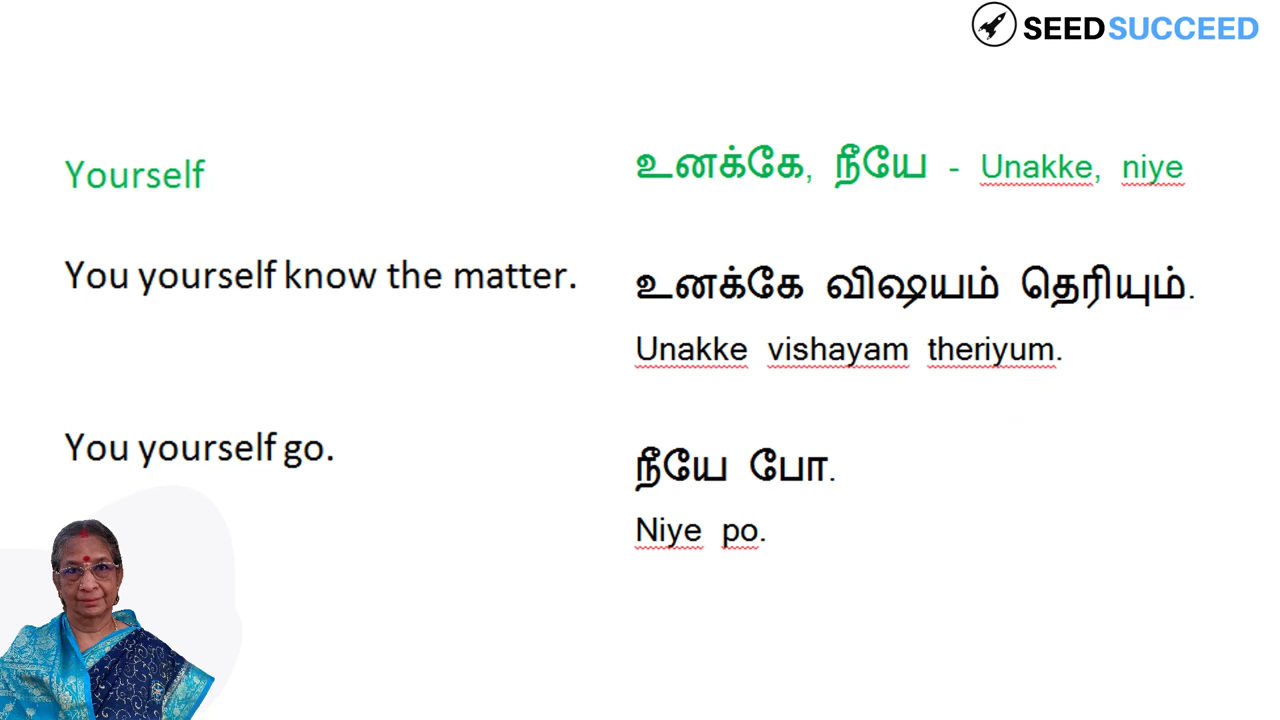 SEEDSUCCEED
Yourself
உனக்கே, நீயே - Unakke, niye
You yourself know the matter.
உனக்கே விஷயம் தெரியும்.
Unakke vishayam theriyum.
You yourself go.
நீயே போ.
Niye po.